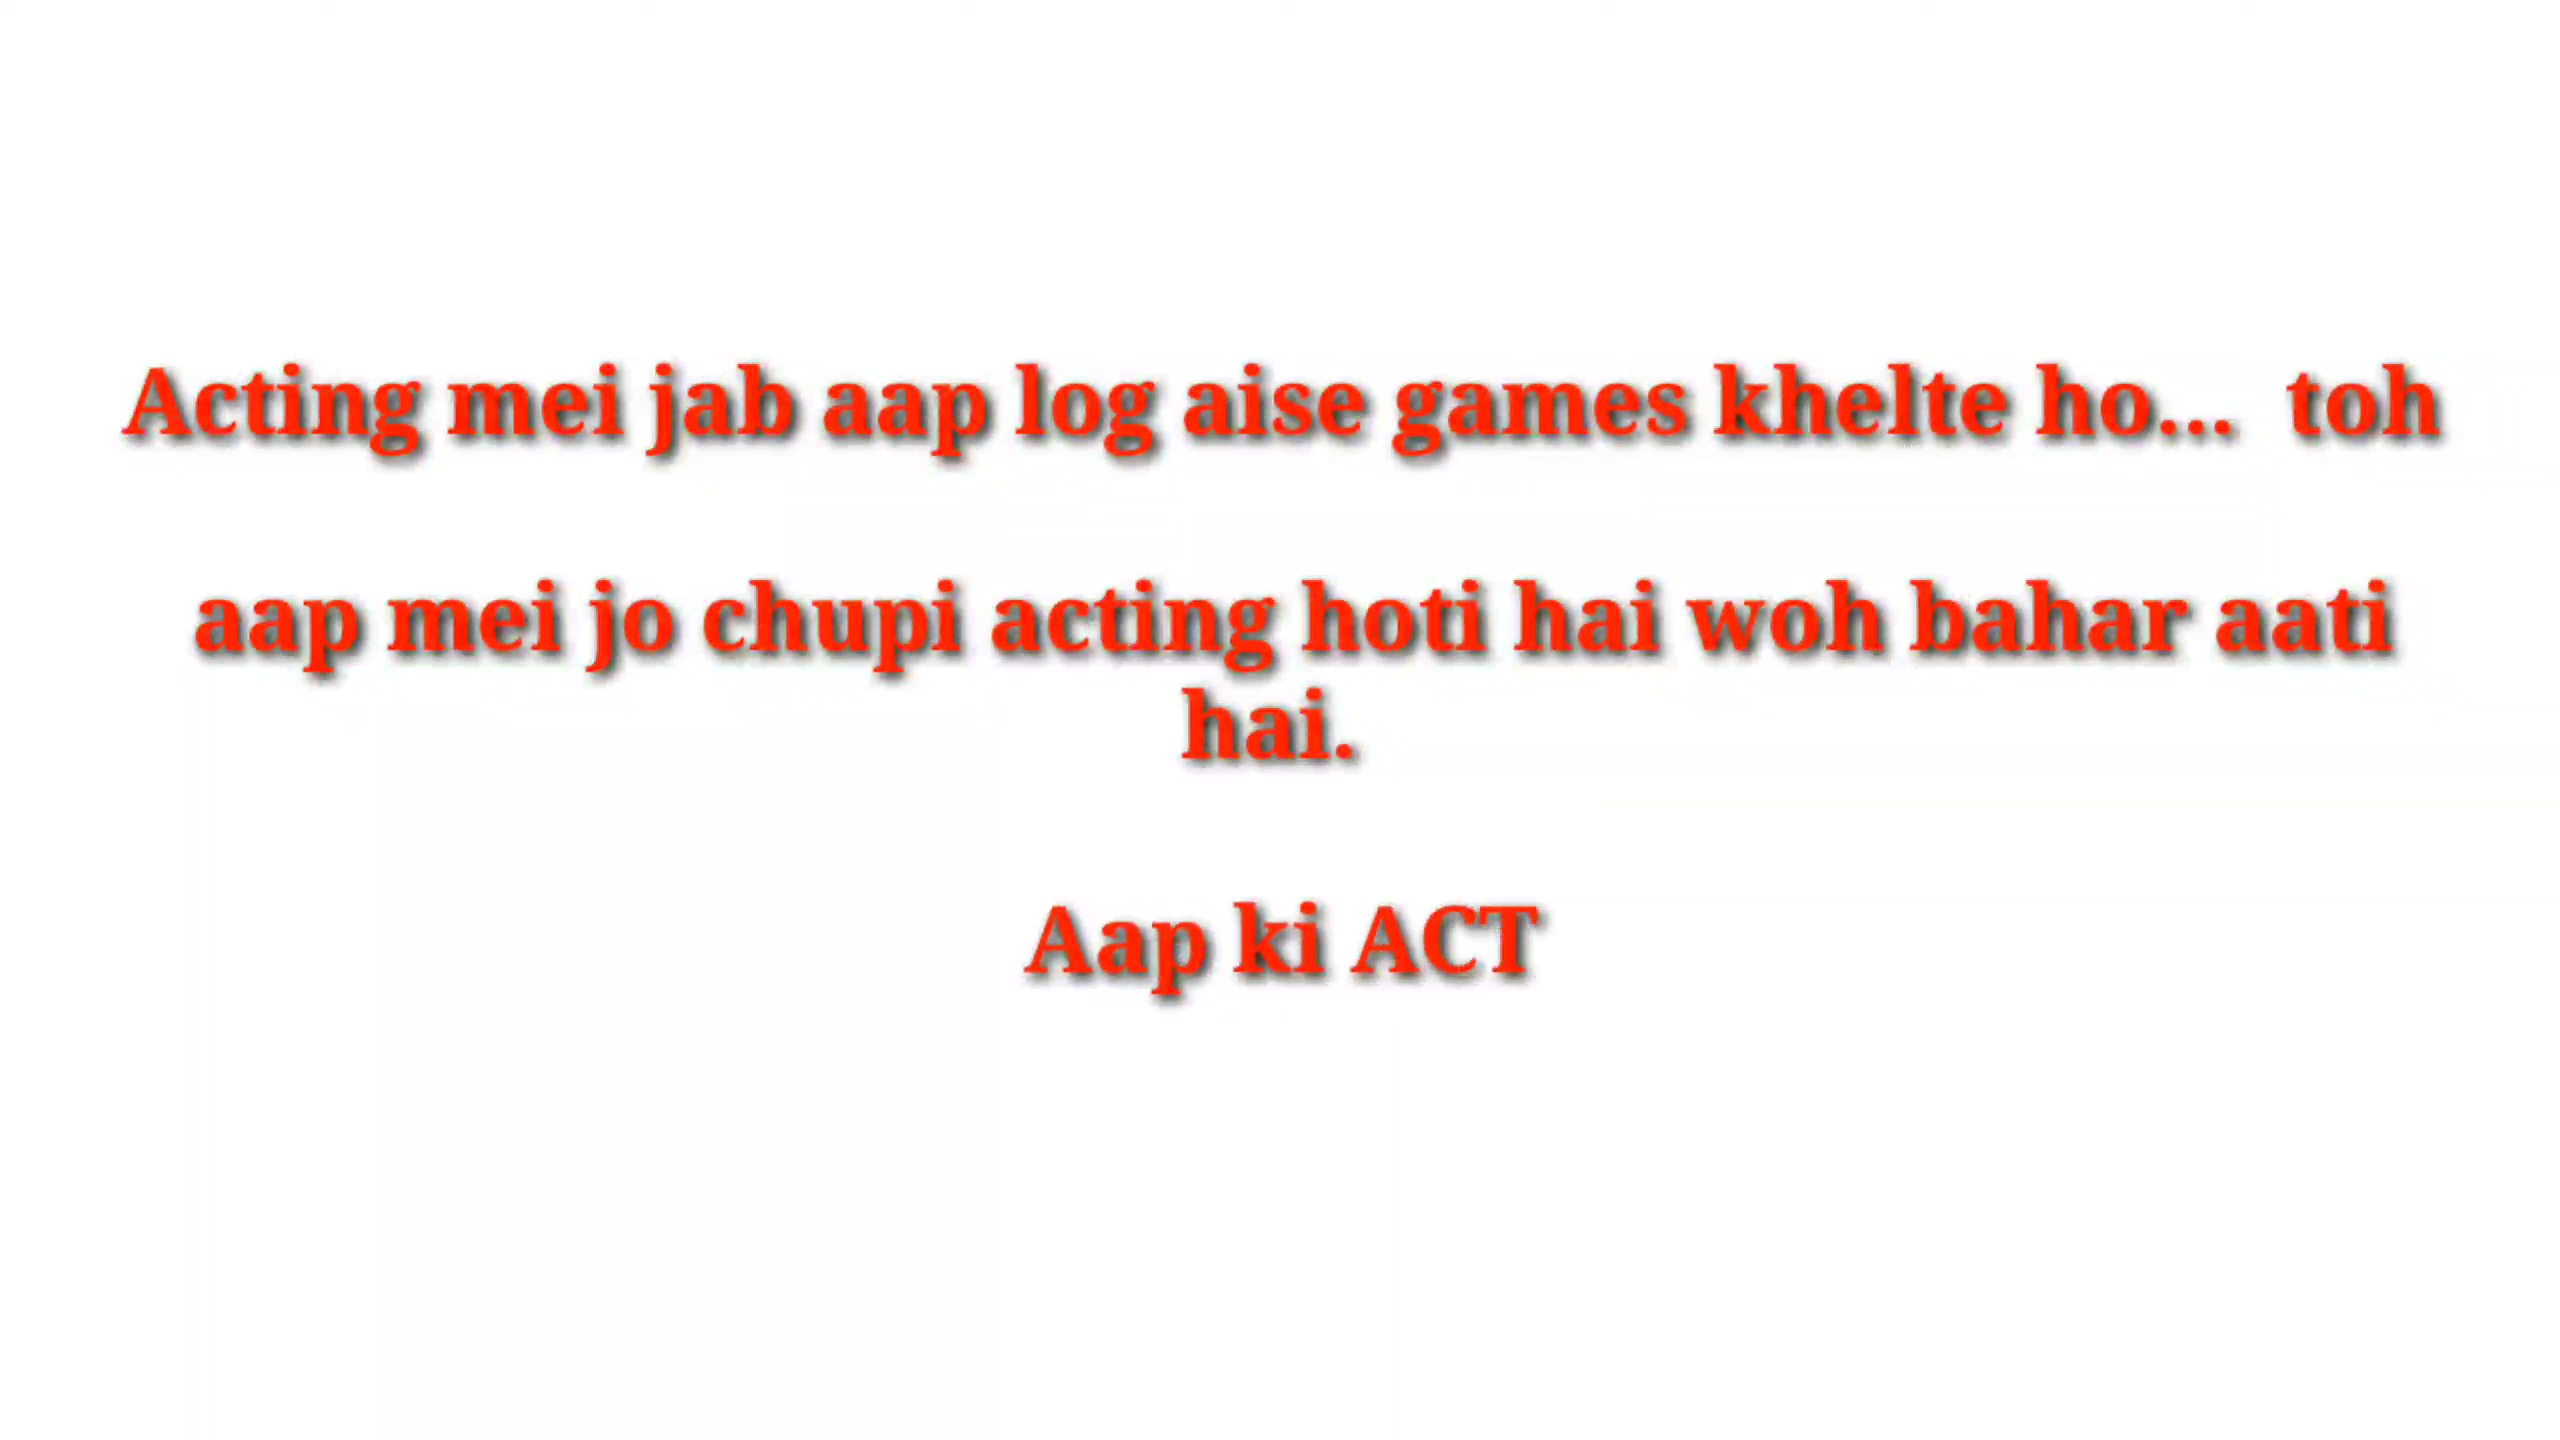 Acting mei jab aap log aise games khelte ho...  toh
aap mei jo chupi acting hoti hai woh bahar aati
hai.
Aap ki ACT